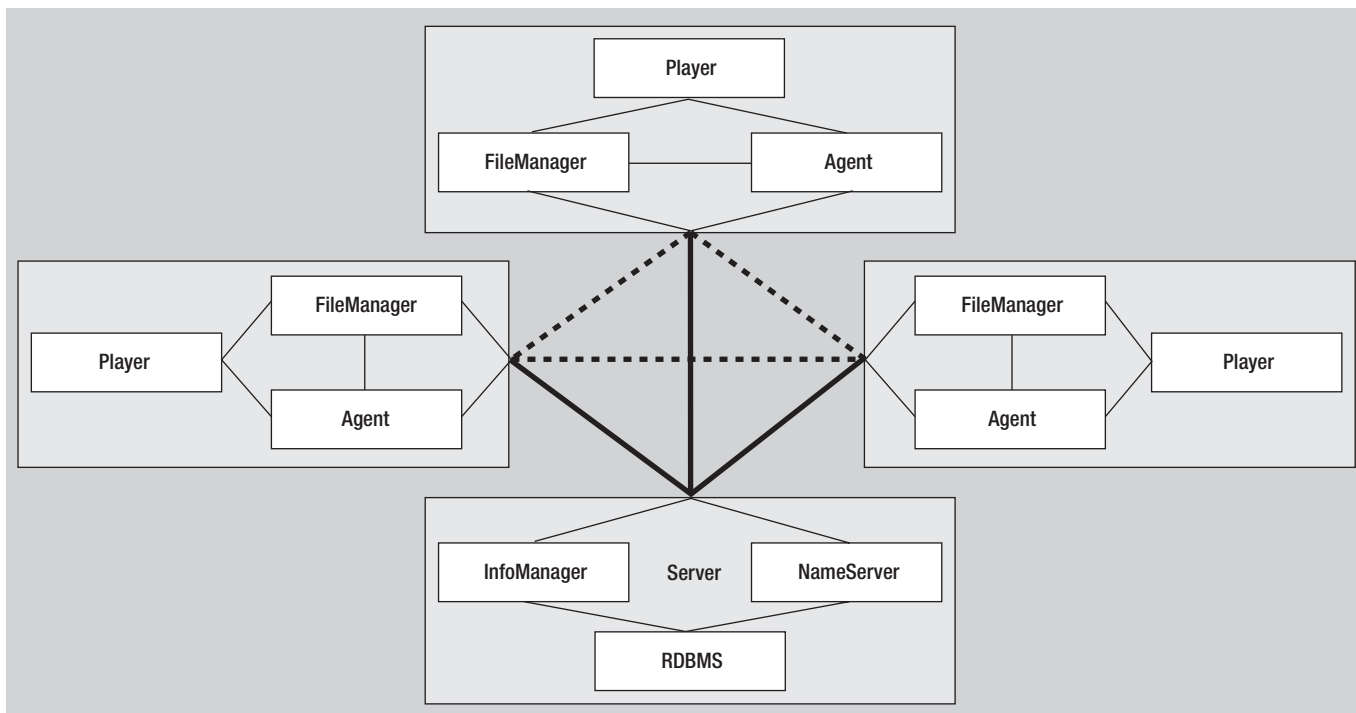 Player
FileManager
Agent
FileManager
Player
Agent
FileManager
Player
Agent
InfoManager
Server
NameServer
RDBMS